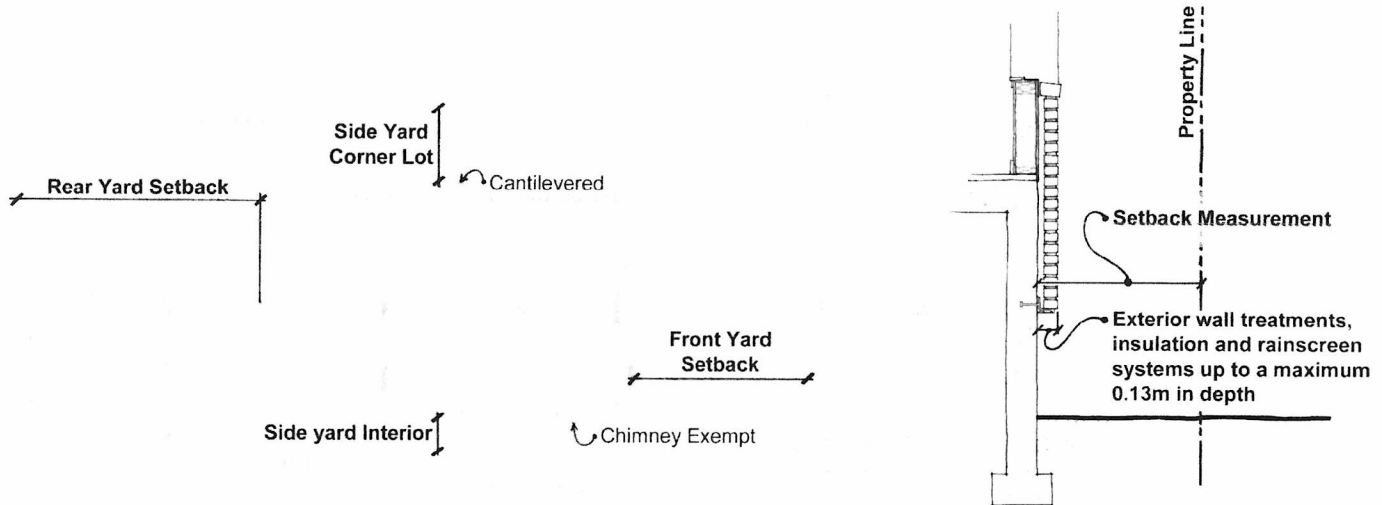 Side Yard
Corner Lot
Cantilevered
Rear Yard Setback
Front Yard
Setback
Side yard Interior
Chimney Exempt
Property Line
Setback Measurement
Exterior wall treatments,
insulation and rainscreen
systems up to a maximum
0.13m in depth